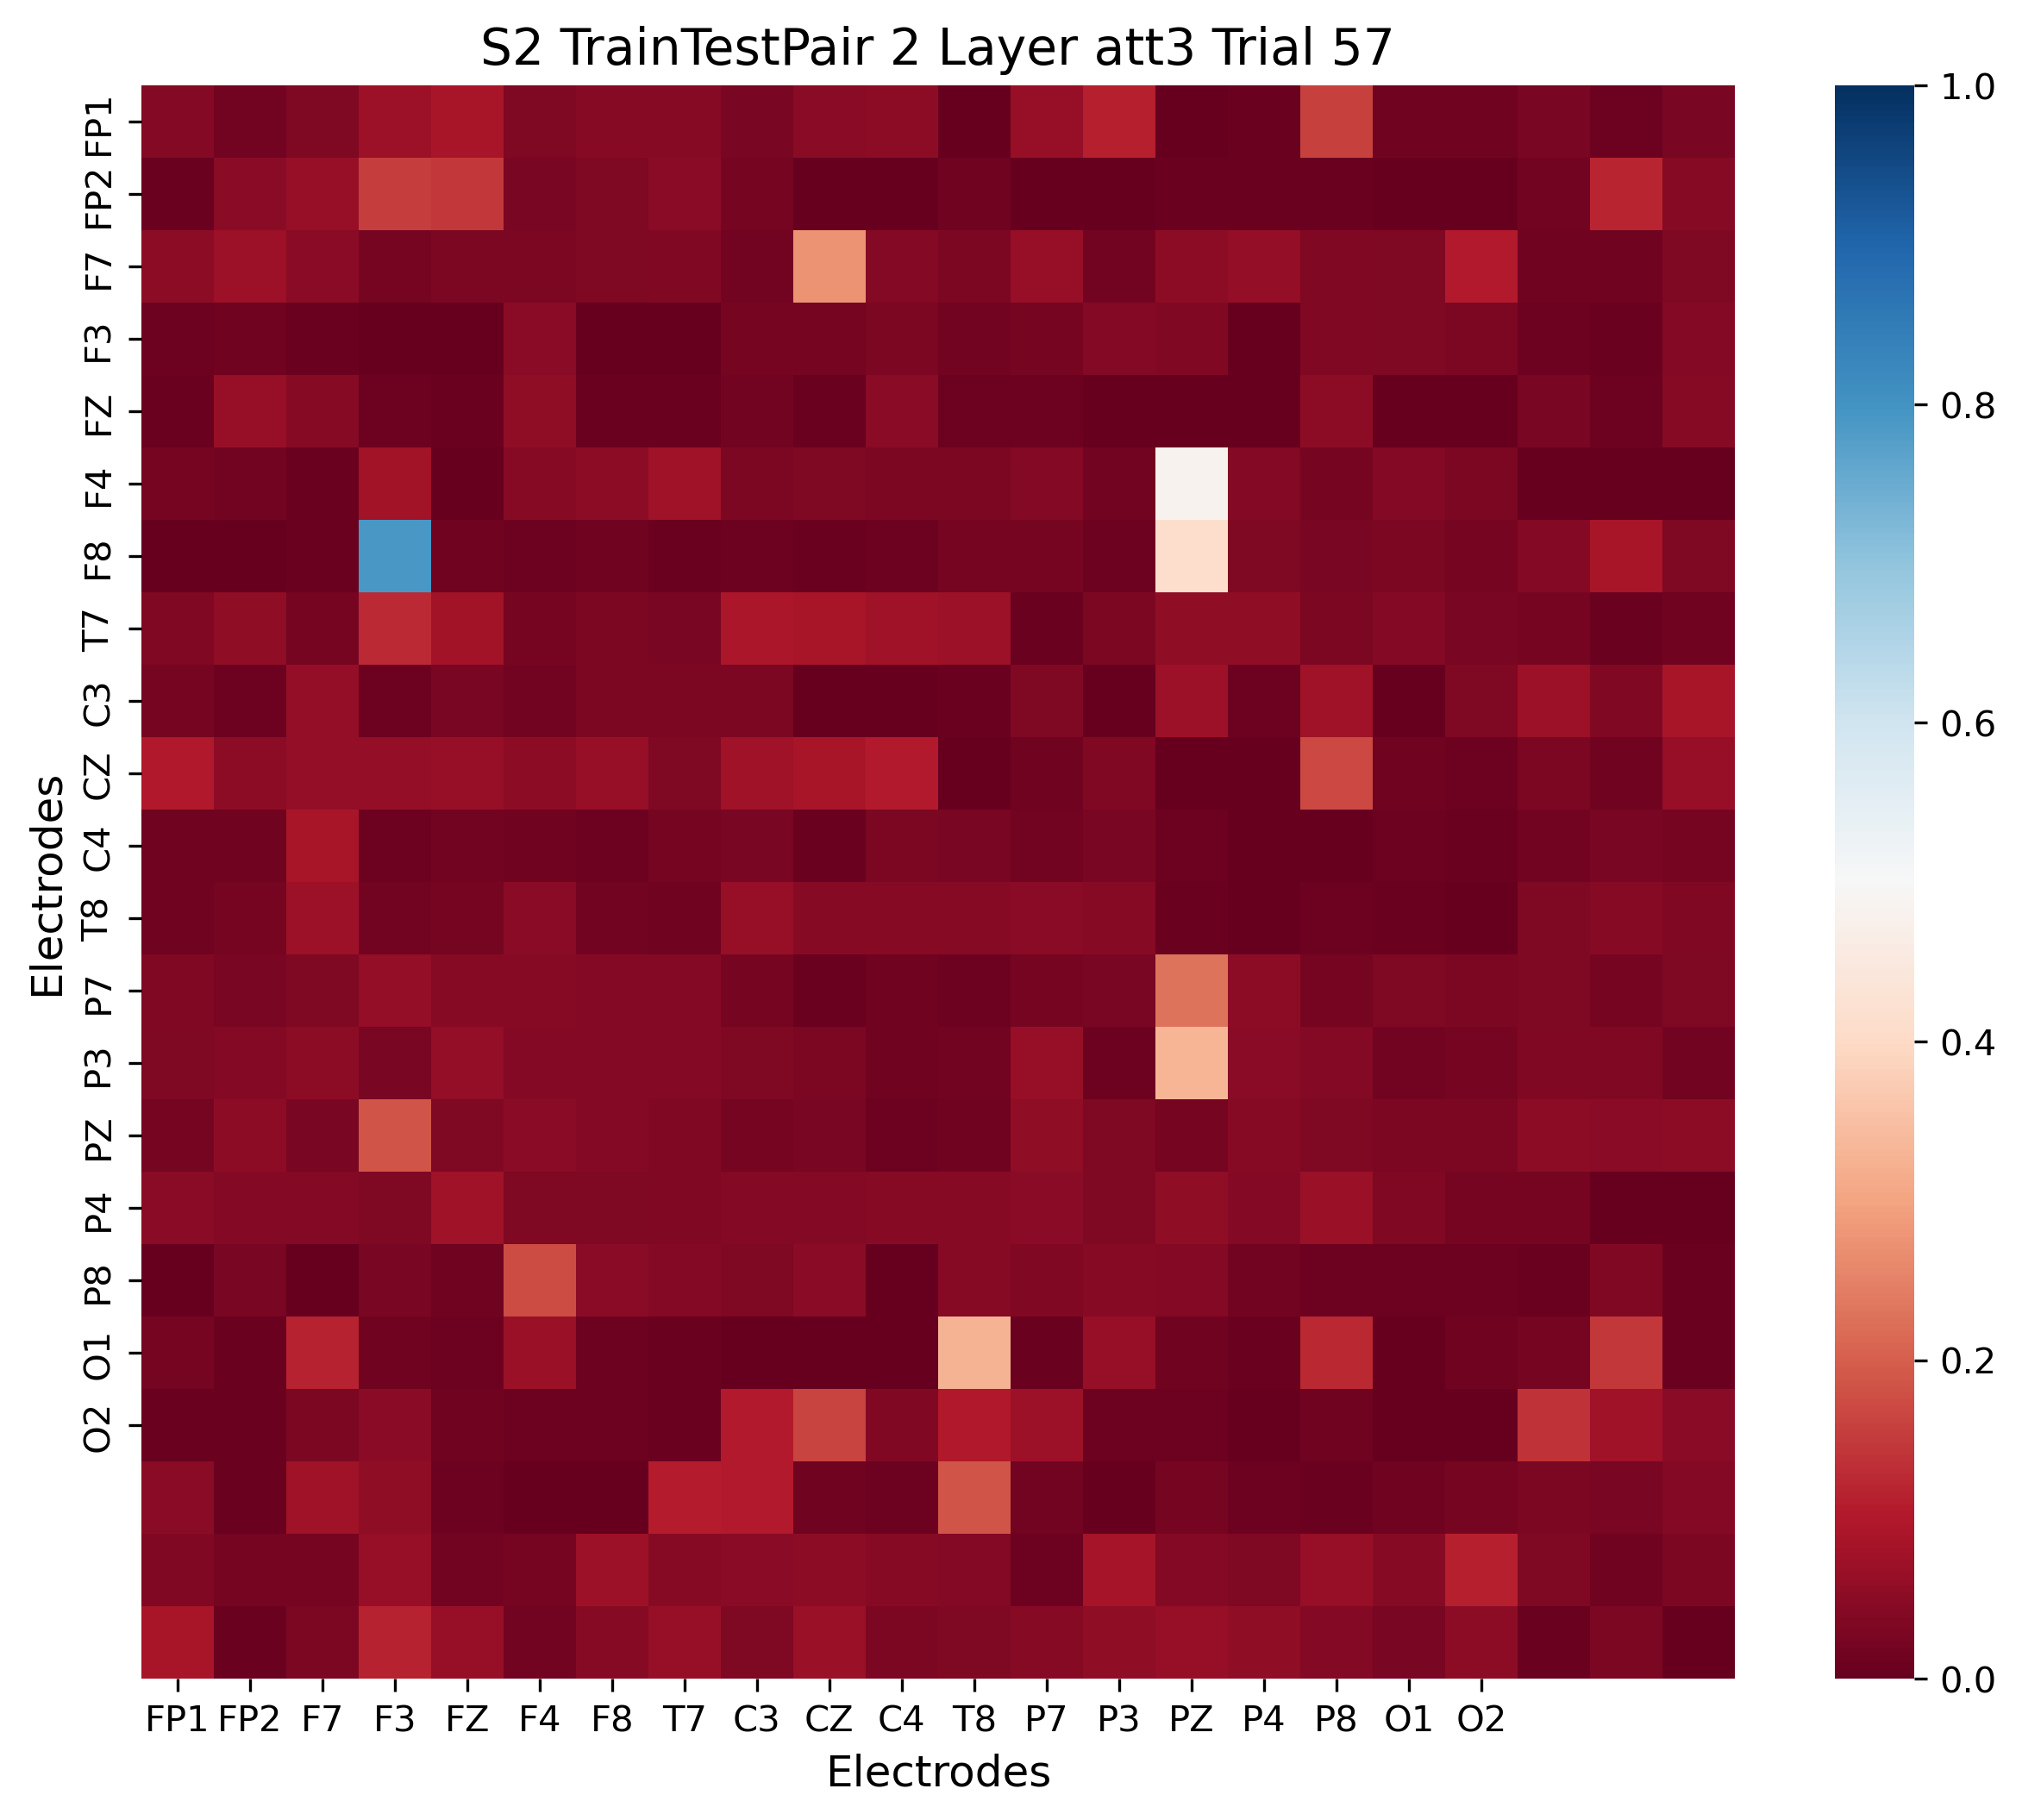 S2 TrainTestPair 2 Layer att3 Trial 57
Electrodes
FP1
FP2
F7
F3
FZ
F4
F8
T7
C3
CZ
C4
T8
P7
P3
PZ
P4
P8
O1
O2
FP1 FP2 F7 F3 FZ F4 F8 T7 C3 CZ C4 T8 P7 P3 PZ P4 P8 O1 O2
Electrodes
1.0
0.8
0.6
0.4
0.2
0.0